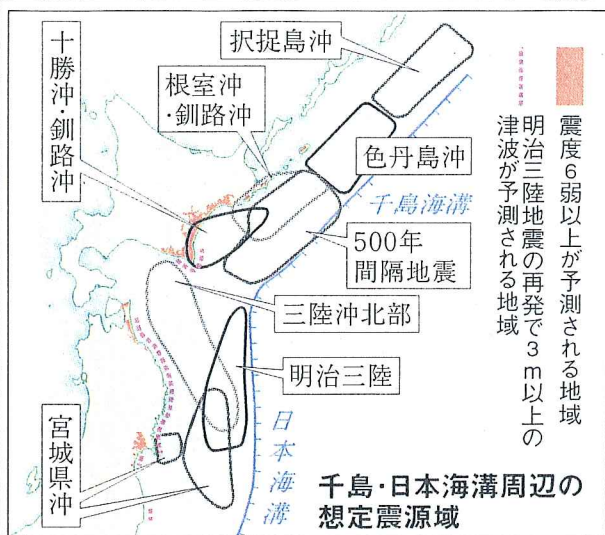 震度6弱以上が予測される地域
明治三陸地震の再発で3m以上の
津波が予測される地域
択捉島沖
十勝沖・釧路沖
根室沖
・釧路沖
色丹島沖
千島海溝
500年
間隔地震
三陸沖北部
明治三陸
宮城県沖
日本海溝
千島・日本海溝周辺の
想定震源域